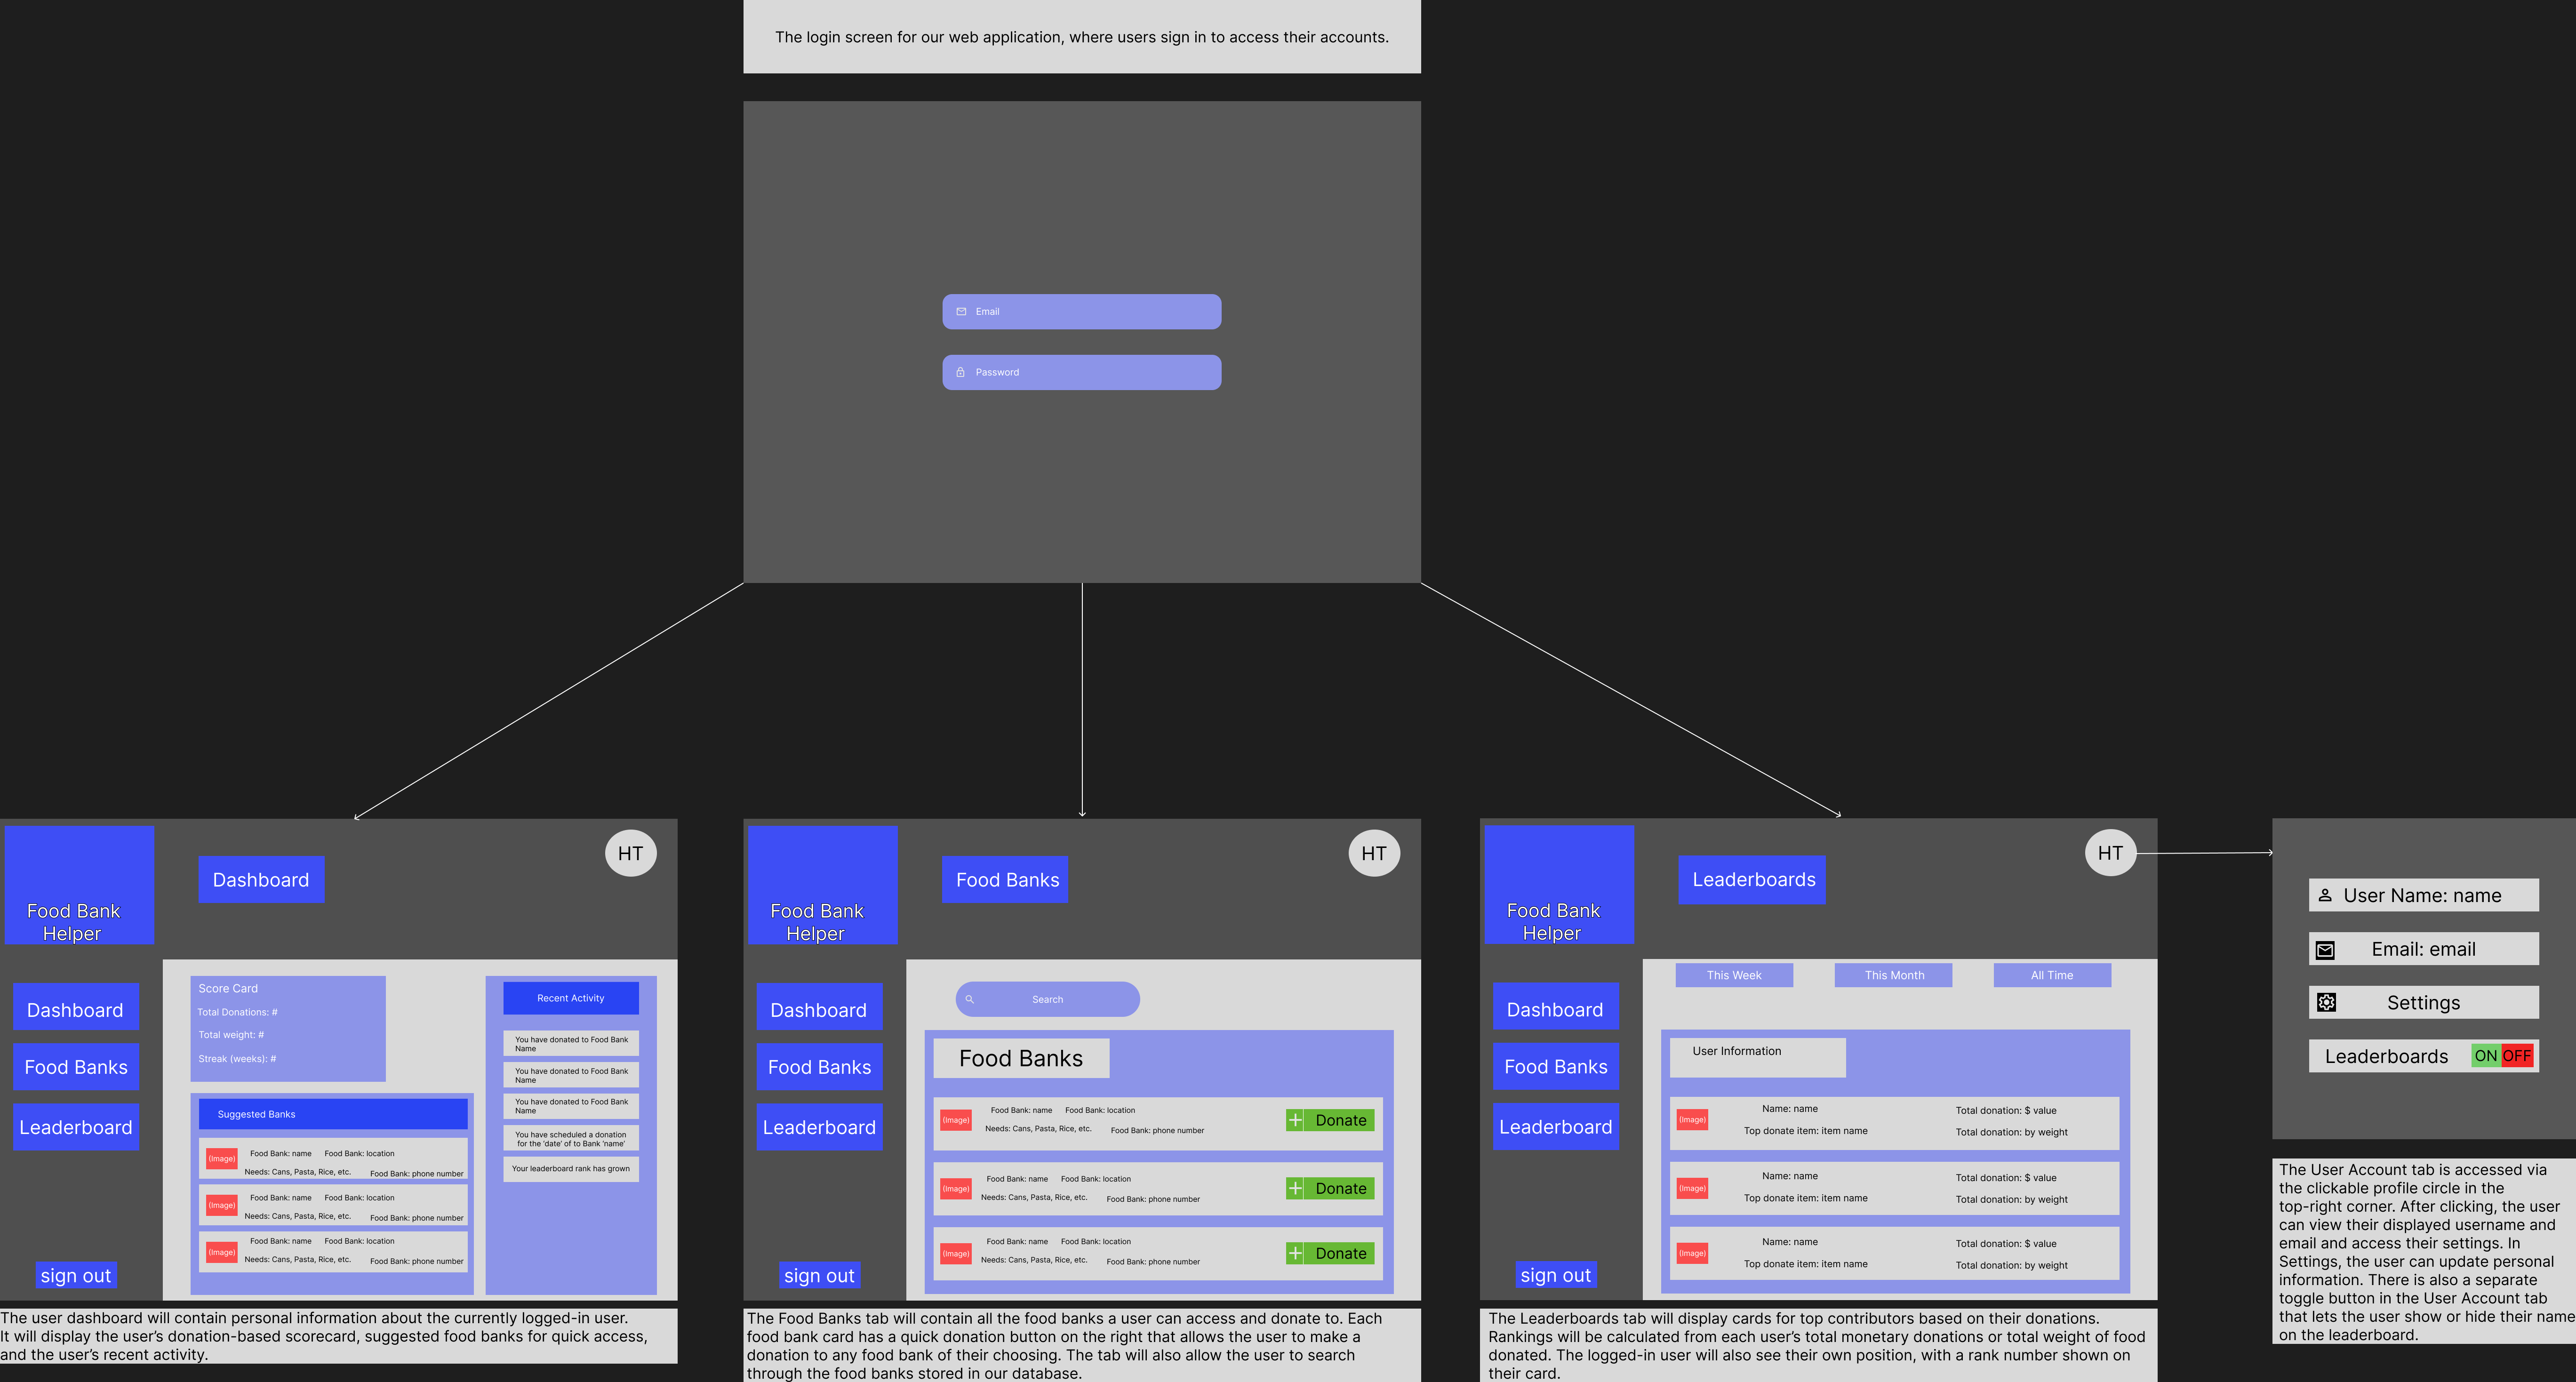 The login screen for our web application, where users sign in to access their accounts.
Email
Password
Food Bank
Helper
Dashboard
HT
Dashboard
Food Banks
Leaderboard
sign out
Score Card
Total Donations: #
Total weight: #
Streak (weeks): #
Suggested Banks
(Image)
Food Bank: name
Food Bank: location
Needs: Cans, Pasta, Rice, etc.
Food Bank: phone number
(Image)
Food Bank: name
Food Bank: location
Needs: Cans, Pasta, Rice, etc.
Food Bank: phone number
(Image)
Food Bank: name
Food Bank: location
Needs: Cans, Pasta, Rice, etc.
Food Bank: phone number
Recent Activity
You have donated to Food Bank
Name
You have donated to Food Bank
Name
You have donated to Food Bank
Name
You have scheduled a donation
for the 'date' of to Bank 'name'
Your leaderboard rank has grown
The user dashboard will contain personal information about the currently logged-in user.
It will display the user's donation-based scorecard, suggested food banks for quick access,
and the user's recent activity.
Food Bank
Helper
Food Banks
HT
Dashboard
Food Banks
Leaderboard
sign out
Search
Food Banks
(Image)
Food Bank: name
Food Bank: location
Needs: Cans, Pasta, Rice, etc.
Food Bank: phone number
Donate
(Image)
Food Bank: name
Food Bank: location
Needs: Cans, Pasta, Rice, etc.
Food Bank: phone number
Donate
(Image)
Food Bank: name
Food Bank: location
Needs: Cans, Pasta, Rice, etc.
Food Bank: phone number
Donate
The Food Banks tab will contain all the food banks a user can access and donate to. Each
food bank card has a quick donation button on the right that allows the user to make a
donation to any food bank of their choosing. The tab will also allow the user to search
through the food banks stored in our database.
Food Bank
Helper
Leaderboards
HT
Dashboard
Food Banks
Leaderboard
sign out
This Week
This Month
All Time
User Information
(Image)
Name: name
Top donate item: item name
Total donation: $ value
Total donation: by weight
(Image)
Name: name
Top donate item: item name
Total donation: $ value
Total donation: by weight
(Image)
Name: name
Top donate item: item name
Total donation: $ value
Total donation: by weight
The Leaderboards tab will display cards for top contributors based on their donations.
Rankings will be calculated from each user's total monetary donations or total weight of food
donated. The logged-in user will also see their own position, with a rank number shown on
their card.
User Name: name
Email: email
Settings
Leaderboards
ON OFF
The User Account tab is accessed via
the clickable profile circle in the
top-right corner. After clicking, the user
can view their displayed username and
email and access their settings. In
Settings, the user can update personal
information. There is also a separate
toggle button in the User Account tab
that lets the user show or hide their name
on the leaderboard.